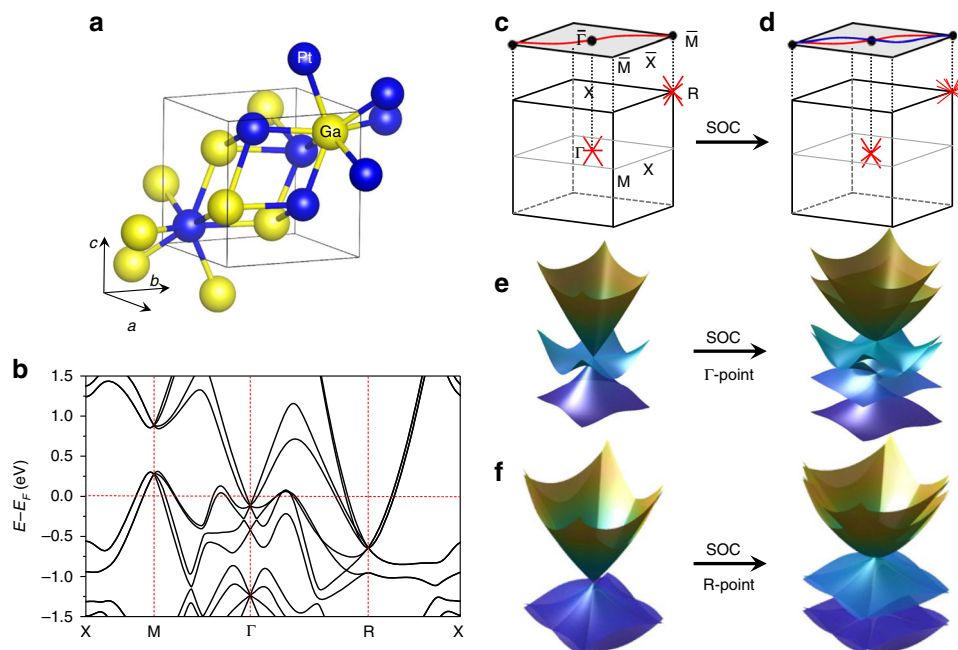 a
Pt
Ga
c
b
a
b
1.5
1.0
0.5
0.0
−0.5
−1.0
−1.5
E−E_F (eV)
X
M
Γ
R
X
c
Γ̅
M̅
M̅
X̅
X
R
Γ
X
M
SOC
d
e
SOC
Γ-point
f
SOC
R-point